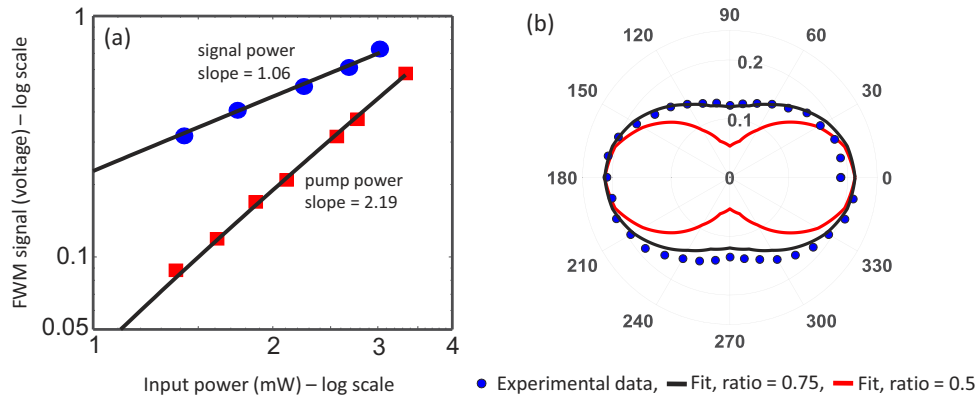 (a)
signal power
slope = 1.06
pump power
slope = 2.19
1
0.1
0.05
1
2
3
4
FWM signal (voltage) – log scale
Input power (mW) – log scale
(b)
90
120
60
0.2
150
30
0.1
180
0
0
210
330
240
300
270
Experimental data, Fit, ratio = 0.75, Fit, ratio = 0.5